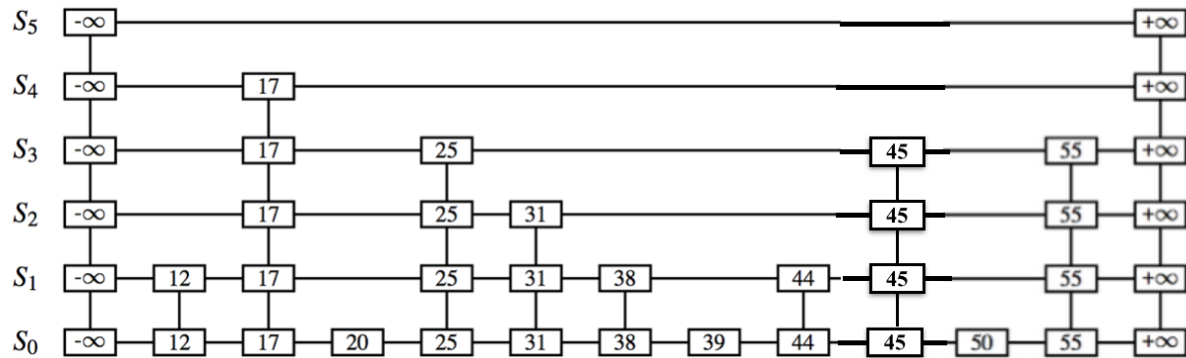 S5 -∞ +∞
S4 -∞ 17 +∞
S3 -∞ 17 25 45 55 +∞
S2 -∞ 17 25 31 45 55 +∞
S1 -∞ 12 17 25 31 38 44 45 55 +∞
S0 -∞ 12 17 20 25 31 38 39 44 45 50 55 +∞